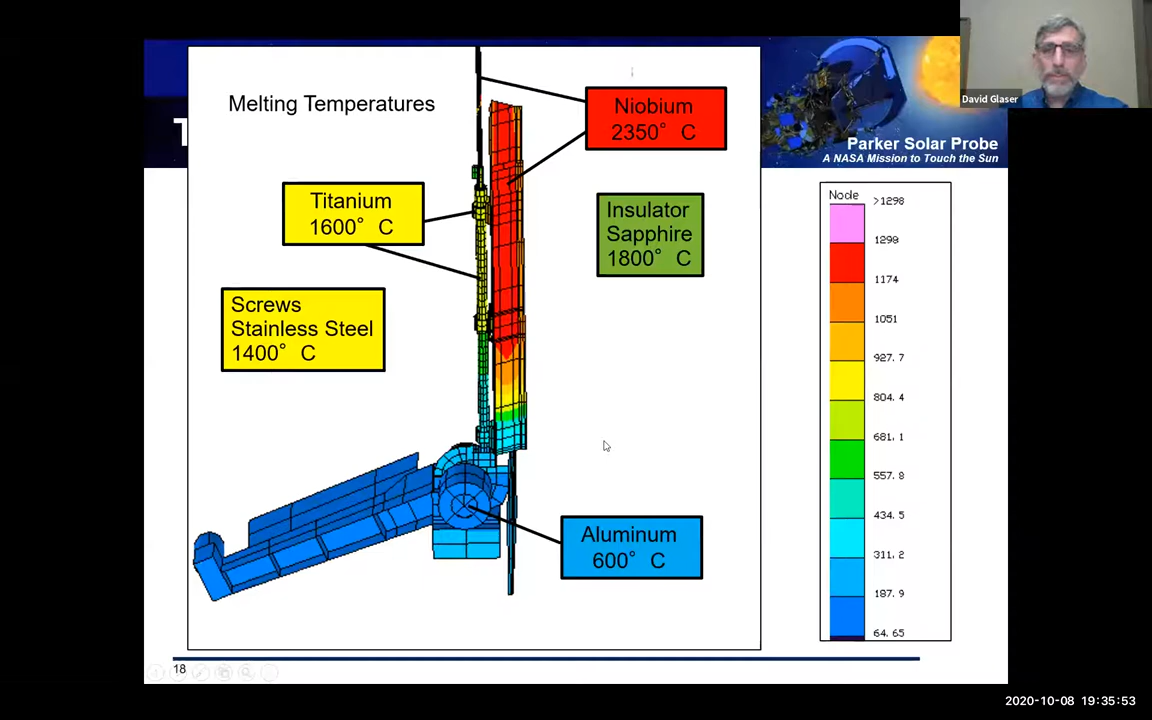 David Glaser
T
Parker Solar Probe
A NASA Mission to Touch the Sun
Melting Temperatures
Niobium
2350° C
Titanium
1600° C
Insulator
Sapphire
1800° C
Screws
Stainless Steel
1400° C
Aluminum
600° C
Node
>1298
1298
1174
1051
927.7
804.4
681.1
557.8
434.5
311.2
187.9
64.65
18
2020-10-08 19:35:53